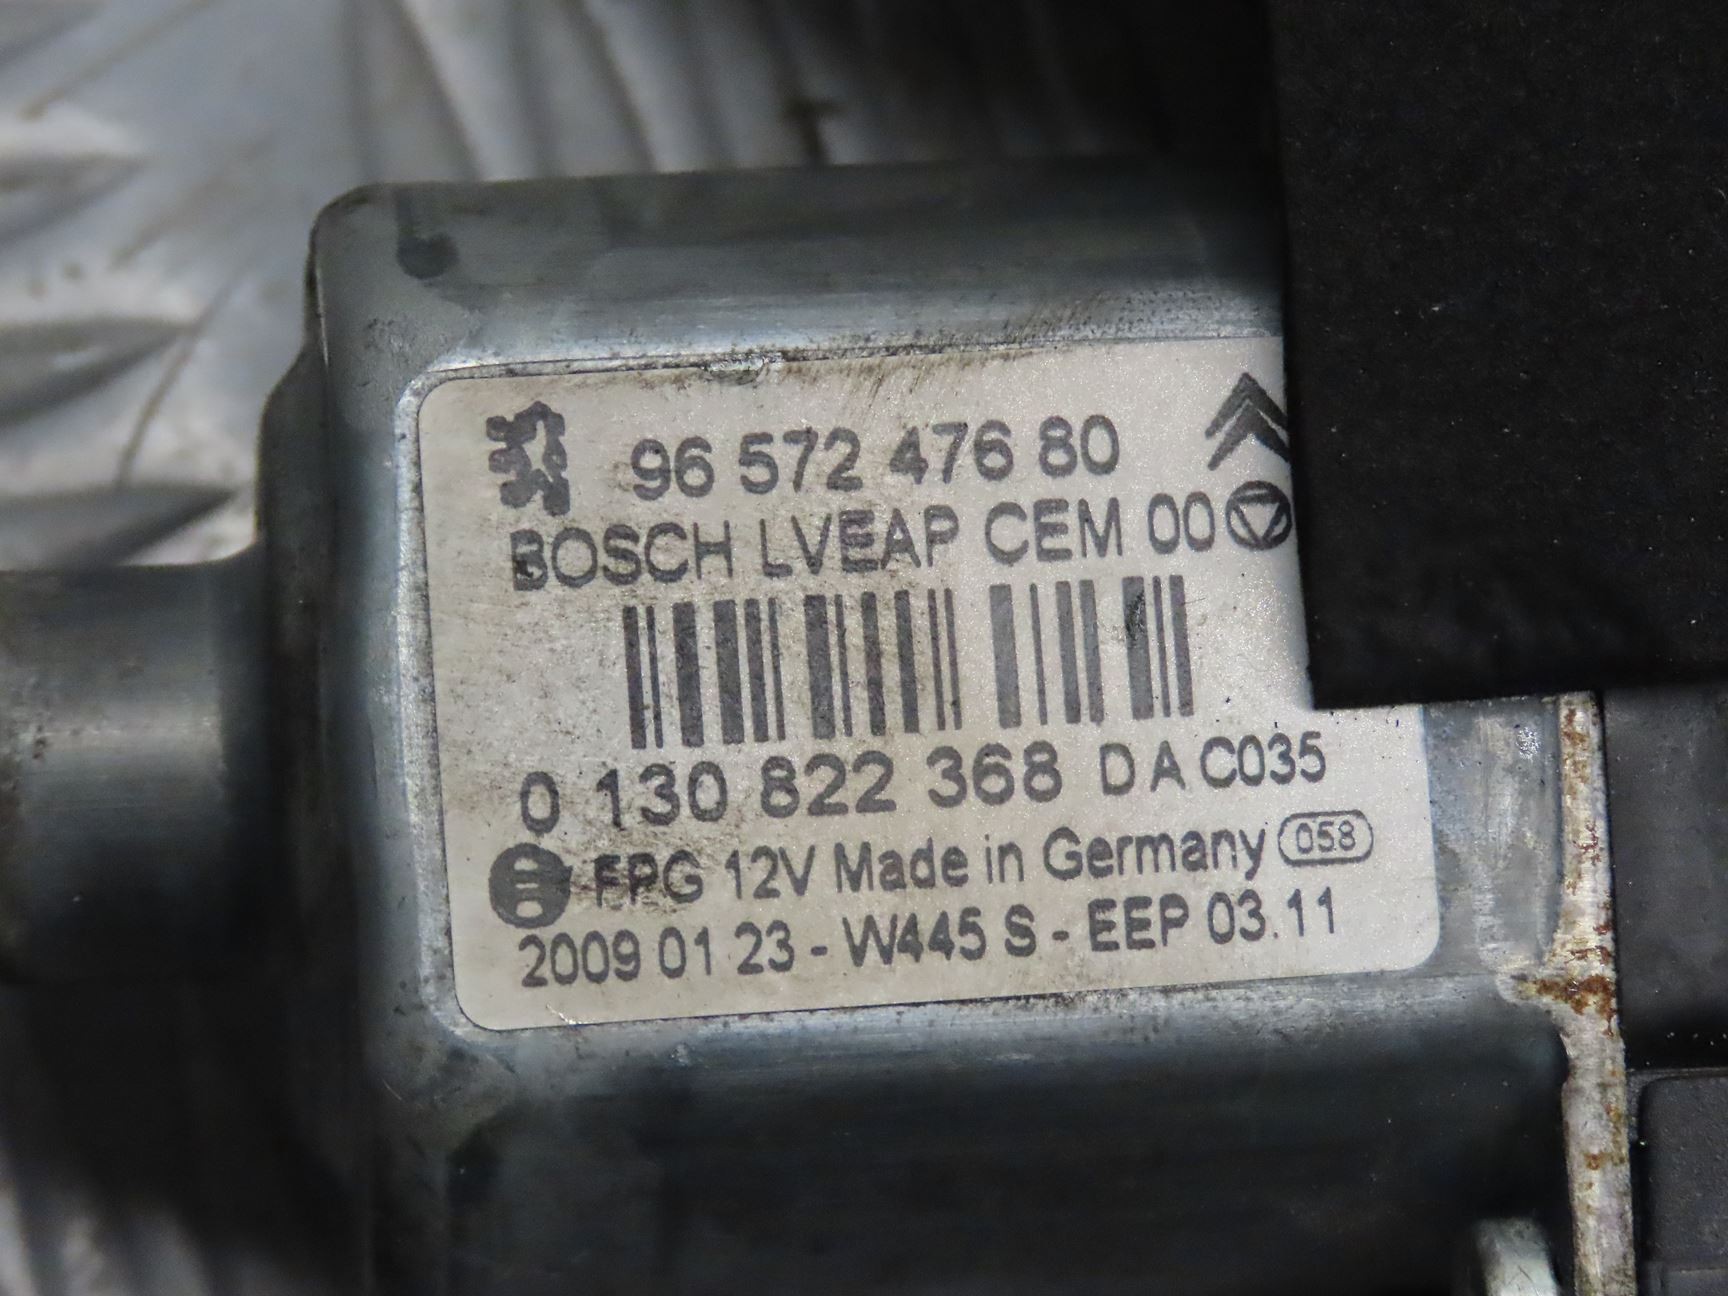 96 572 476 80
BOSCH LVEAP CEM 00
0 130 822 368 D A C035
FPG 12V Made in Germany 058
2009 01 23 - W445 S - EEP 03.11